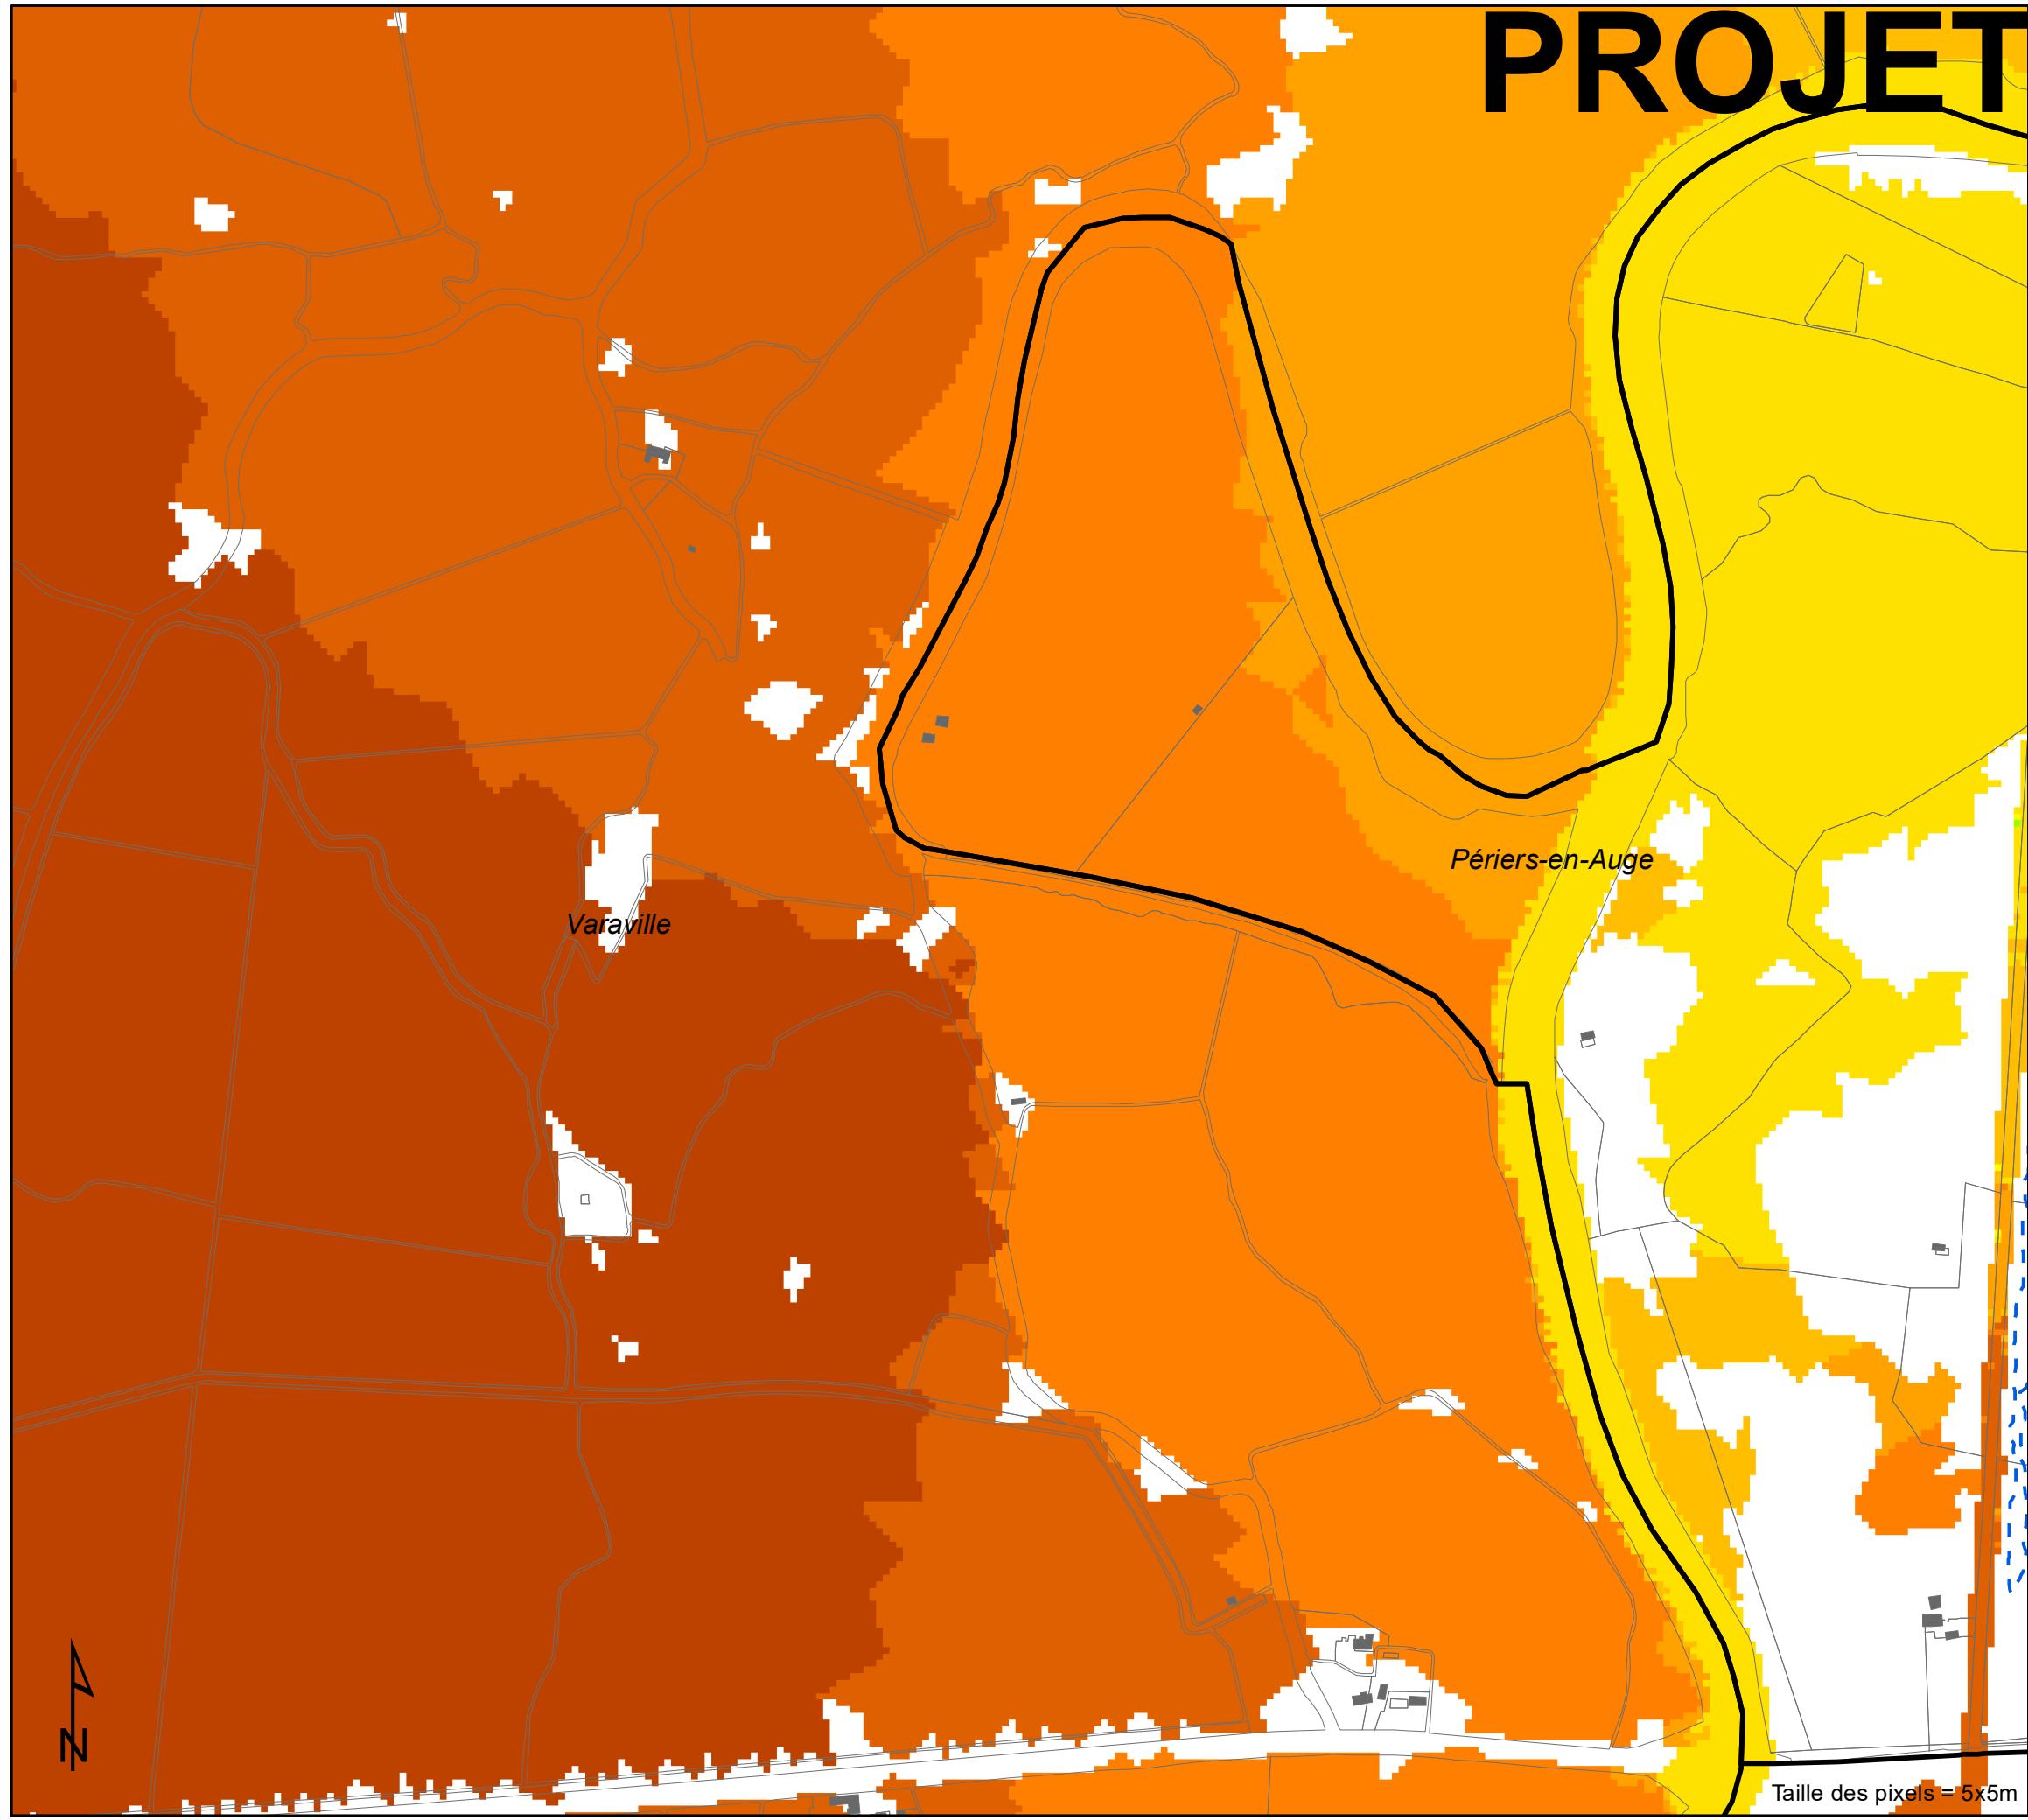 PROJET
Périers-en-Auge
Varaville
N
Taille des pixels = 5x5m